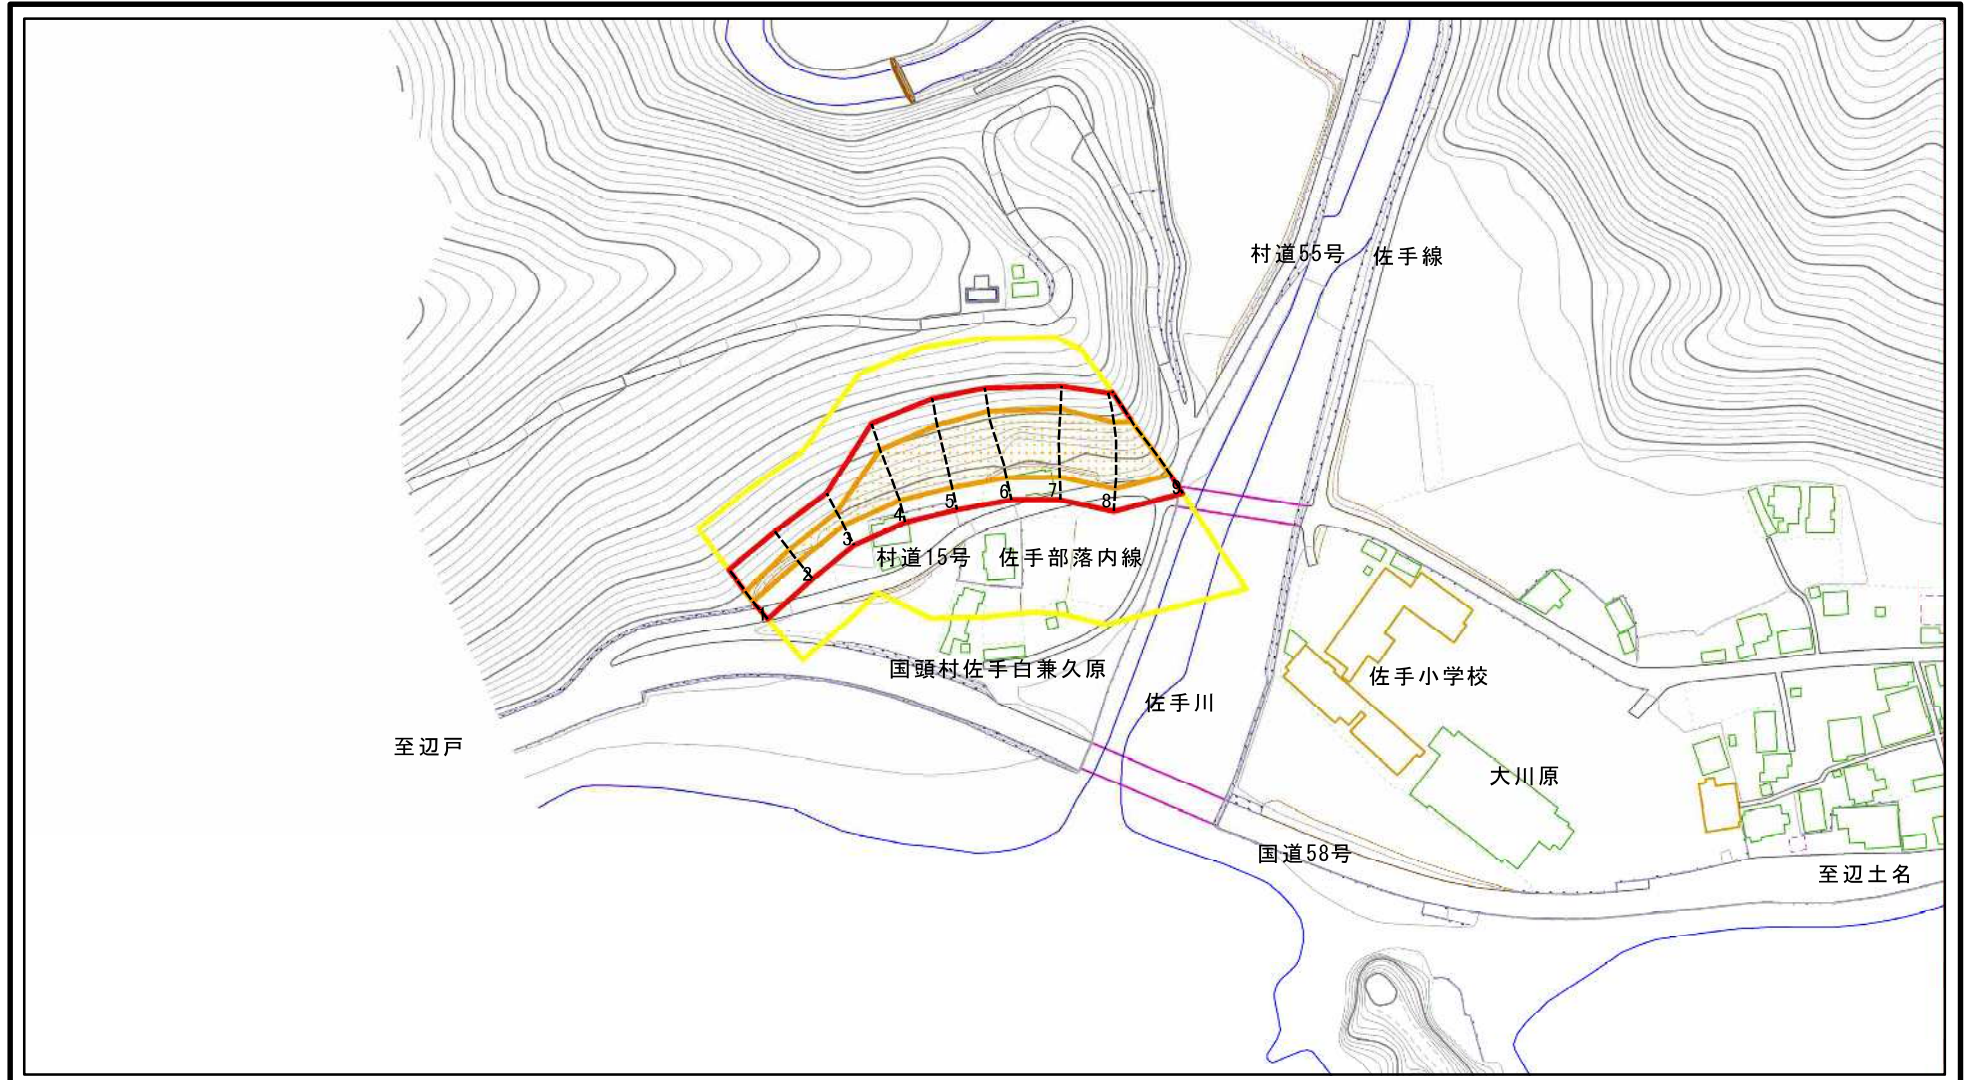 村道55号　佐手線
9
5
6
7
8
4
3
村道15号　佐手部落内線
2
1
国頭村佐手白兼久原
佐手小学校
佐手川
至辺戸
大川原
国道58号
至辺土名